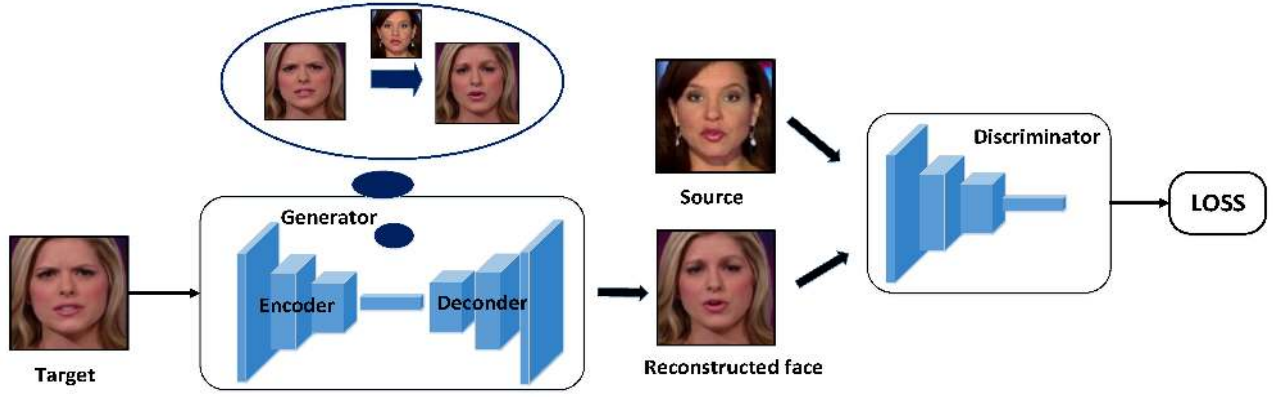 Discriminator
Source
LOSS
Generator
Encoder
Deconder
Target
Reconstructed face